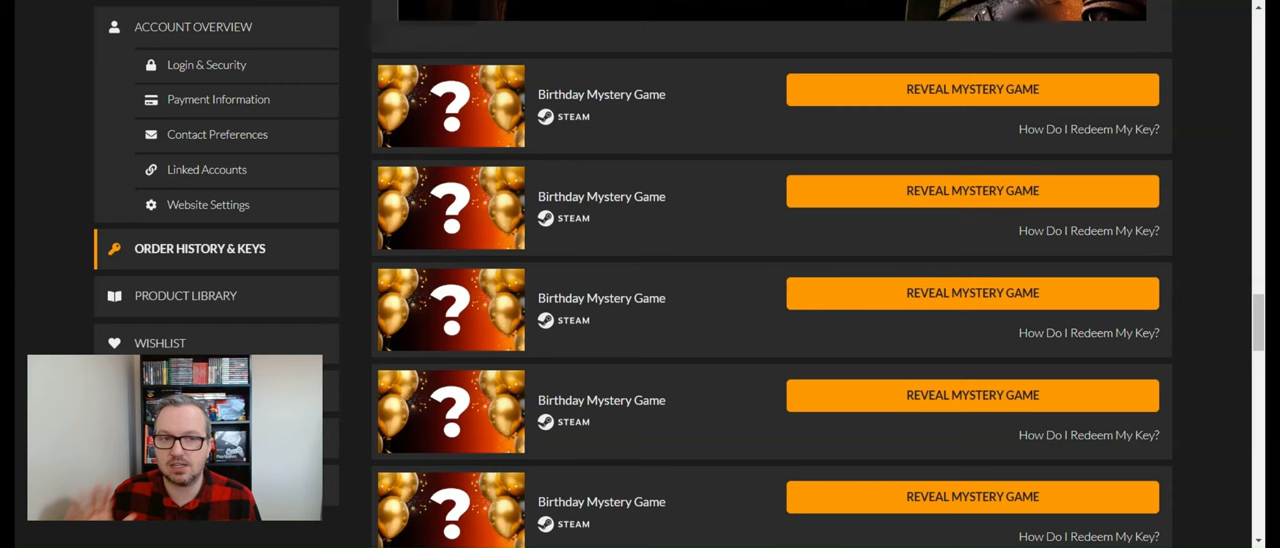 ACCOUNT OVERVIEW
Login & Security
Payment Information
Contact Preferences
Linked Accounts
Website Settings
ORDER HISTORY & KEYS
PRODUCT LIBRARY
WISHLIST
?
Birthday Mystery Game
STEAM
REVEAL MYSTERY GAME
How Do I Redeem My Key?
?
Birthday Mystery Game
STEAM
REVEAL MYSTERY GAME
How Do I Redeem My Key?
?
Birthday Mystery Game
STEAM
REVEAL MYSTERY GAME
How Do I Redeem My Key?
?
Birthday Mystery Game
STEAM
REVEAL MYSTERY GAME
How Do I Redeem My Key?
?
Birthday Mystery Game
STEAM
REVEAL MYSTERY GAME
How Do I Redeem My Key?